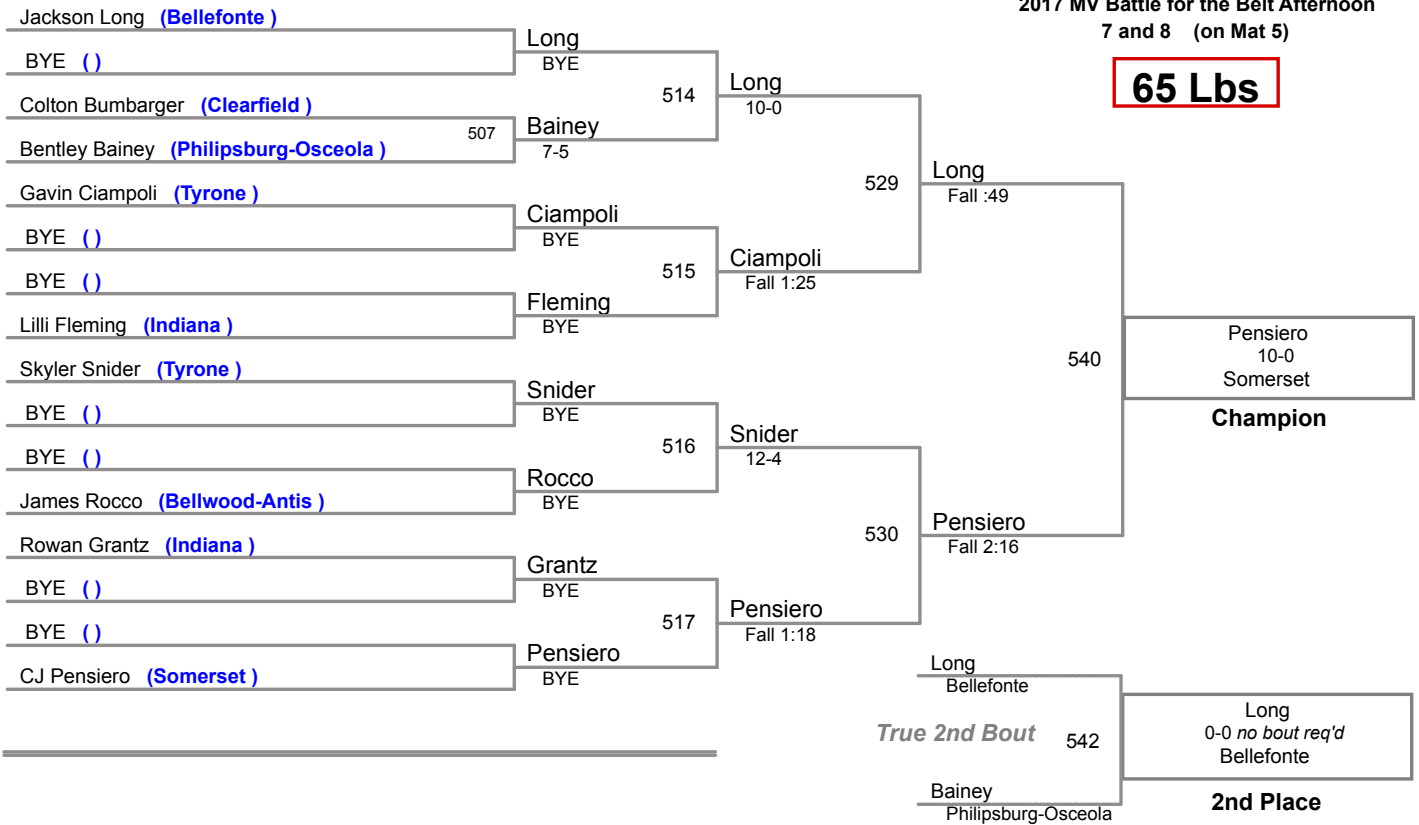 2017 MV Battle for the Belt Afternoon
7 and 8 (on Mat 5)
65 Lbs
Jackson Long (Bellefonte )
BYE ( )
Colton Bumbarger (Clearfield )
Bentley Bainey (Philipsburg-Osceola )
Gavin Ciampoli (Tyrone )
BYE ( )
BYE ( )
Lilli Fleming (Indiana )
Skyler Snider (Tyrone )
BYE ( )
BYE ( )
James Rocco (Bellwood-Antis )
Rowan Grantz (Indiana )
BYE ( )
BYE ( )
CJ Pensiero (Somerset )
507
Long
BYE
Bainey
7-5
Ciampoli
BYE
Fleming
BYE
Snider
BYE
Rocco
BYE
Grantz
BYE
Pensiero
BYE
514
515
516
517
Long
10-0
Ciampoli
Fall 1:25
Snider
12-4
Pensiero
Fall 1:18
529
530
Long
Fall :49
Pensiero
Fall 2:16
540
Pensiero
10-0
Somerset
Champion
Long
Bellefonte
True 2nd Bout 542
Bainey
Philipsburg-Osceola
Long
0-0 no bout req'd
Bellefonte
2nd Place